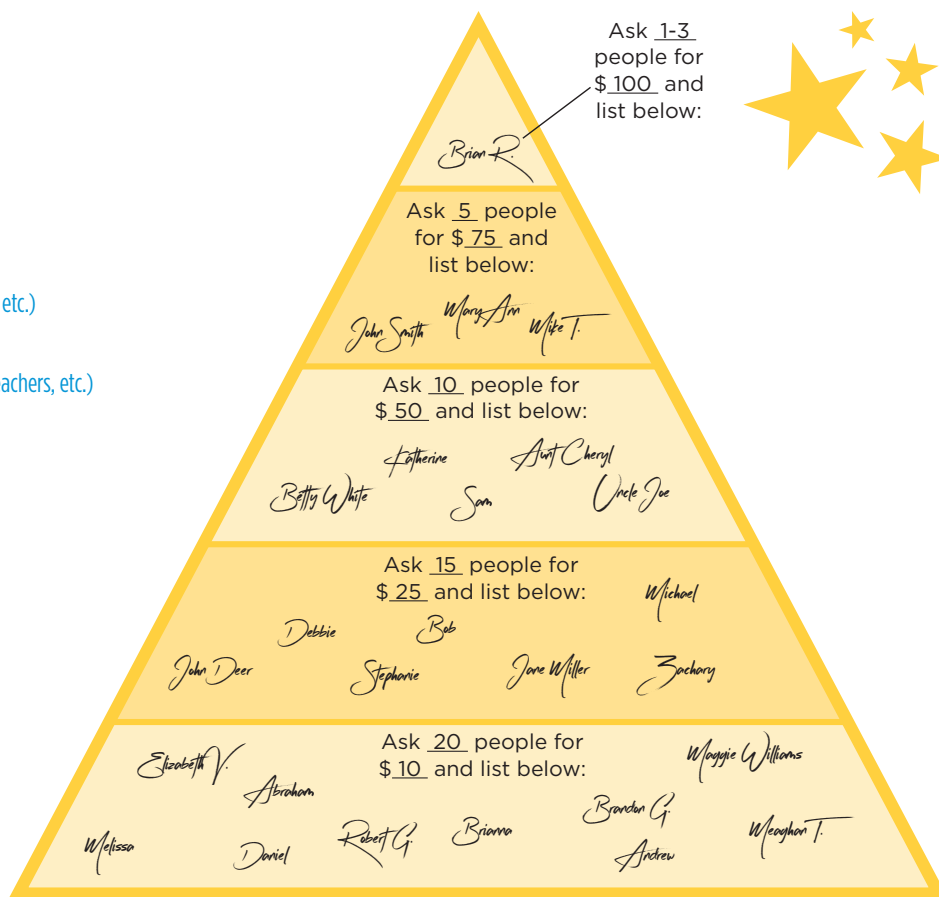 Ask 1-3
people for
$ 100 and
list below:
Brian R.
Ask 5 people
for $ 75 and
list below:
etc.)
John Smith Mary Ann Mike T.
achers, etc.)
Ask 10 people for
$ 50 and list below:
Katherine Aunt Cheryl
Betty White Sam Uncle Joe
Ask 15 people for
$ 25 and list below:
Michael
Debbie Bob
John Deer Stephanie Jane Miller Zachary
Ask 20 people for
$ 10 and list below:
Elizabeth V. Maggie Williams
Abraham Brandon G.
Melissa Daniel Robert G. Brianna Andrew Meaghan T.